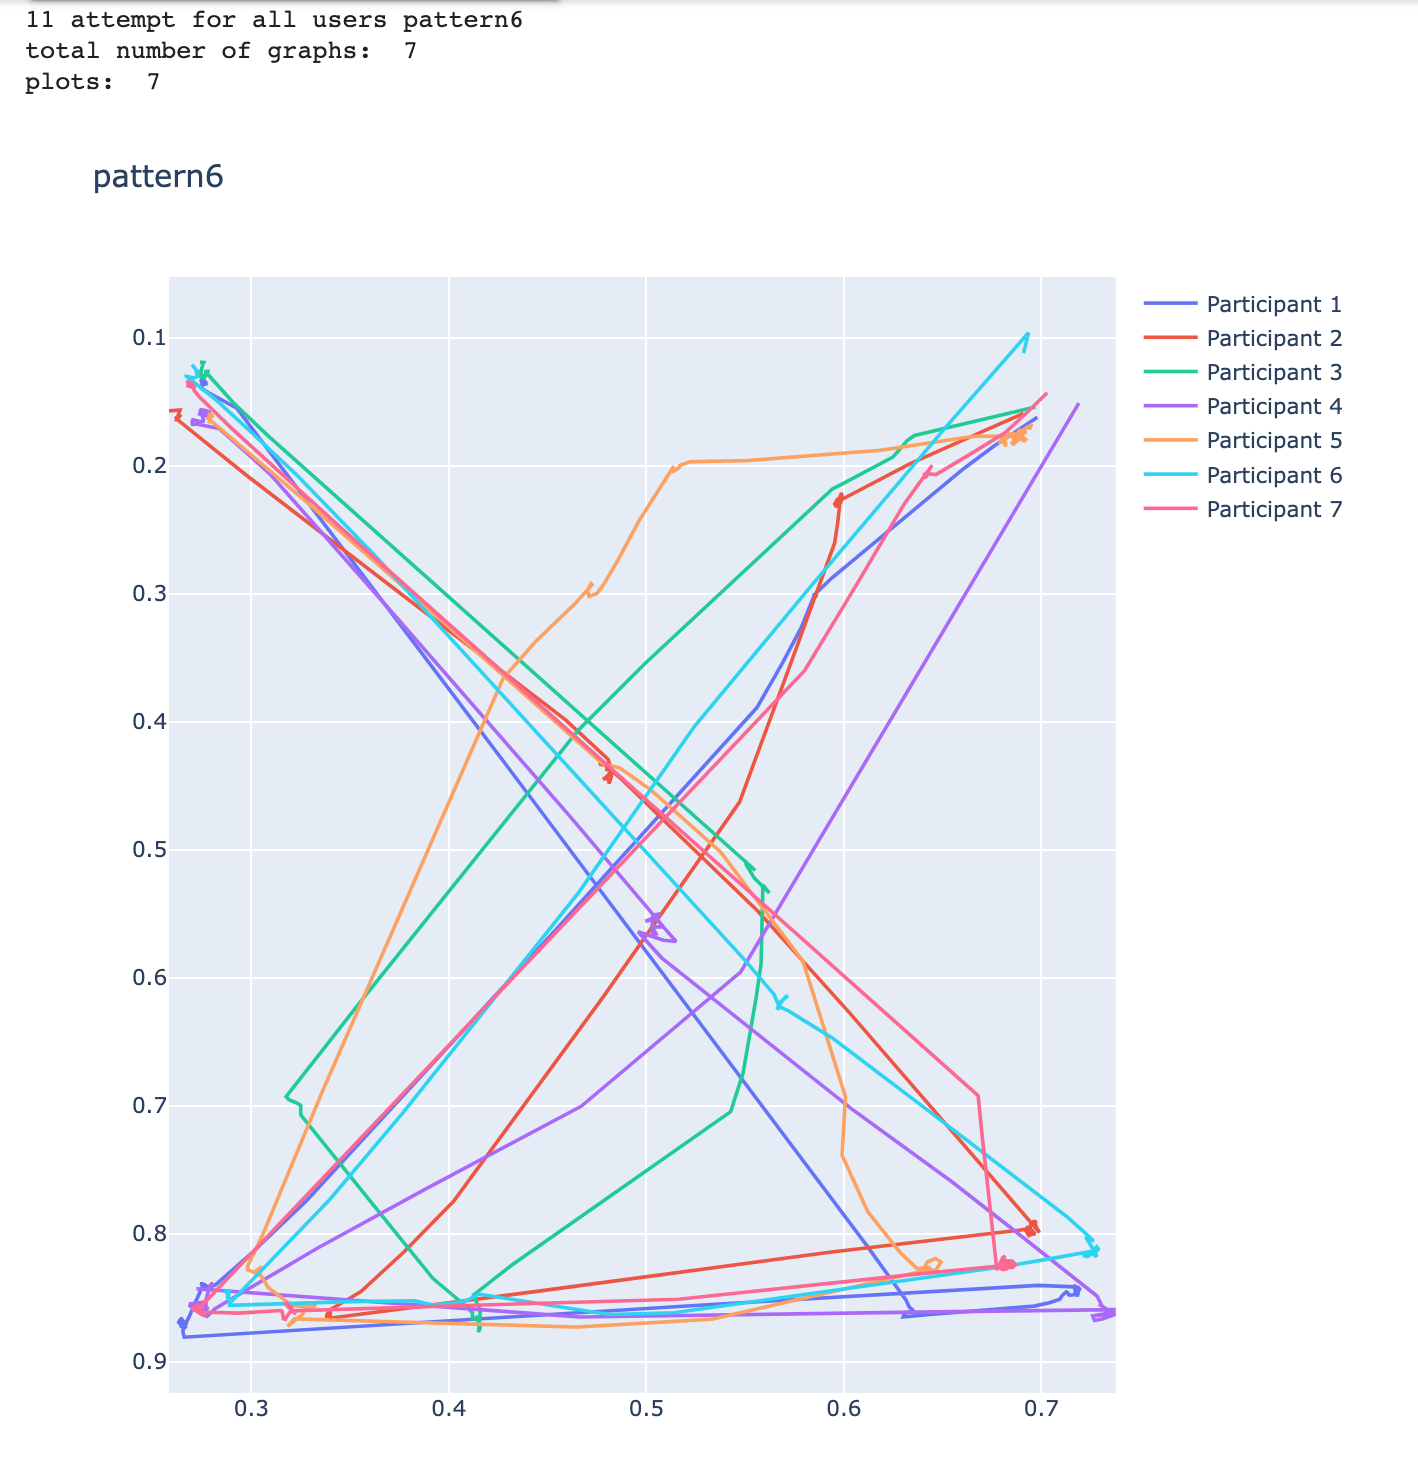 11 attempt for all users pattern6
total number of graphs:  7
plots:  7
pattern6
0.1
0.2
0.3
0.4
0.5
0.6
0.7
0.8
0.9
0.3
0.4
0.5
0.6
0.7
Participant 1
Participant 2
Participant 3
Participant 4
Participant 5
Participant 6
Participant 7